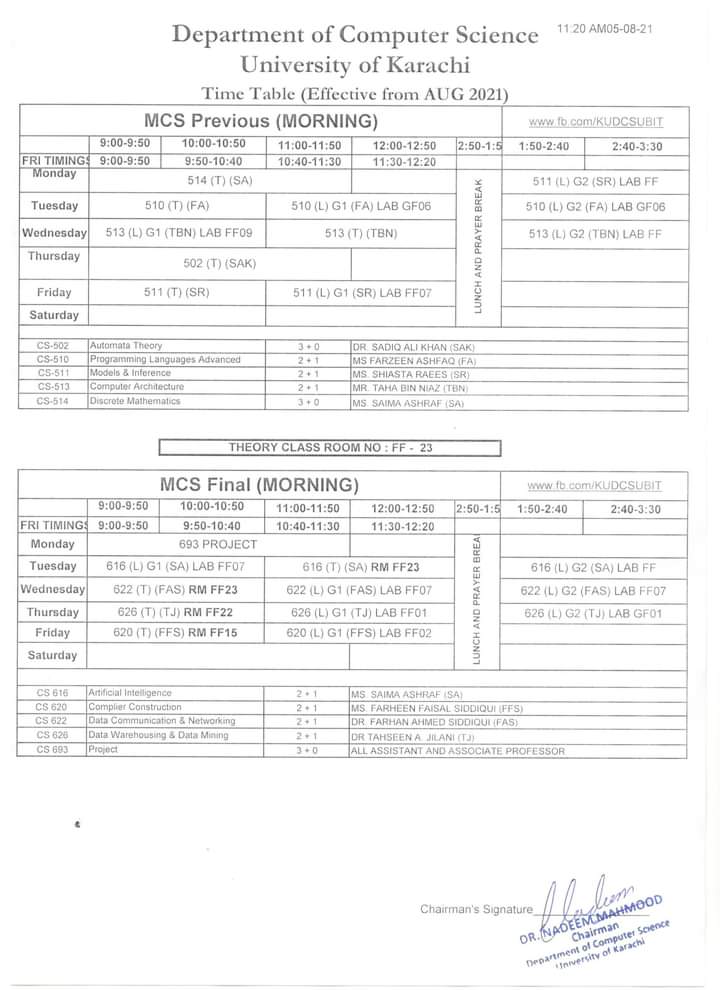 Department of Computer Science
11:20 AM05-08-21
University of Karachi
Time Table (Effective from AUG 2021)
MCS Previous (MORNING) www.fb.com/KUDCSUBIT
9:00-9:50 10:00-10:50 11:00-11:50 12:00-12:50 2:50-1:5 1:50-2:40 2:40-3:30
FRI TIMINGS 9:00-9:50 9:50-10:40 10:40-11:30 11:30-12:20
Monday 514 (T) (SA) 511 (L) G2 (SR) LAB FF
Tuesday 510 (T) (FA) 510 (L) G1 (FA) LAB GF06 510 (L) G2 (FA) LAB GF06
Wednesday 513 (L) G1 (TBN) LAB FF09 513 (T) (TBN) 513 (L) G2 (TBN) LAB FF
Thursday 502 (T) (SAK)
Friday 511 (T) (SR) 511 (L) G1 (SR) LAB FF07
Saturday
LUNCH AND PRAYER BREAK
CS-502 Automata Theory 3 + 0 DR. SADIQ ALI KHAN (SAK)
CS-510 Programming Languages Advanced 2 + 1 MS FARZEEN ASHFAQ (FA)
CS-511 Models & Inference 2 + 1 MS. SHIASTA RAEES (SR)
CS-513 Computer Architecture 2 + 1 MR. TAHA BIN NIAZ (TBN)
CS-514 Discrete Mathematics 3 + 0 MS. SAIMA ASHRAF (SA)
THEORY CLASS ROOM NO : FF - 23
MCS Final (MORNING) www.fb.com/KUDCSUBIT
9:00-9:50 10:00-10:50 11:00-11:50 12:00-12:50 2:50-1:5 1:50-2:40 2:40-3:30
FRI TIMINGS 9:00-9:50 9:50-10:40 10:40-11:30 11:30-12:20
Monday 693 PROJECT
Tuesday 616 (L) G1 (SA) LAB FF07 616 (T) (SA) RM FF23 616 (L) G2 (SA) LAB FF
Wednesday 622 (T) (FAS) RM FF23 622 (L) G1 (FAS) LAB FF07 622 (L) G2 (FAS) LAB FF07
Thursday 626 (T) (TJ) RM FF22 626 (L) G1 (TJ) LAB FF01 626 (L) G2 (TJ) LAB GF01
Friday 620 (T) (FFS) RM FF15 620 (L) G1 (FFS) LAB FF02
Saturday
LUNCH AND PRAYER BREA
CS 616 Artificial Intelligence 2 + 1 MS. SAIMA ASHRAF (SA)
CS 620 Complier Construction 2 + 1 MS. FARHEEN FAISAL SIDDIQUI (FFS)
CS 622 Data Communication & Networking 2 + 1 DR. FARHAN AHMED SIDDIQUI (FAS)
CS 626 Data Warehousing & Data Mining 2 + 1 DR TAHSEEN A. JILANI (TJ)
CS 693 Project 3 + 0 ALL ASSISTANT AND ASSOCIATE PROFESSOR
Chairman's Signature
DR. NADEEM MAHMOOD
Chairman
Department of Computer Science
University of Karachi